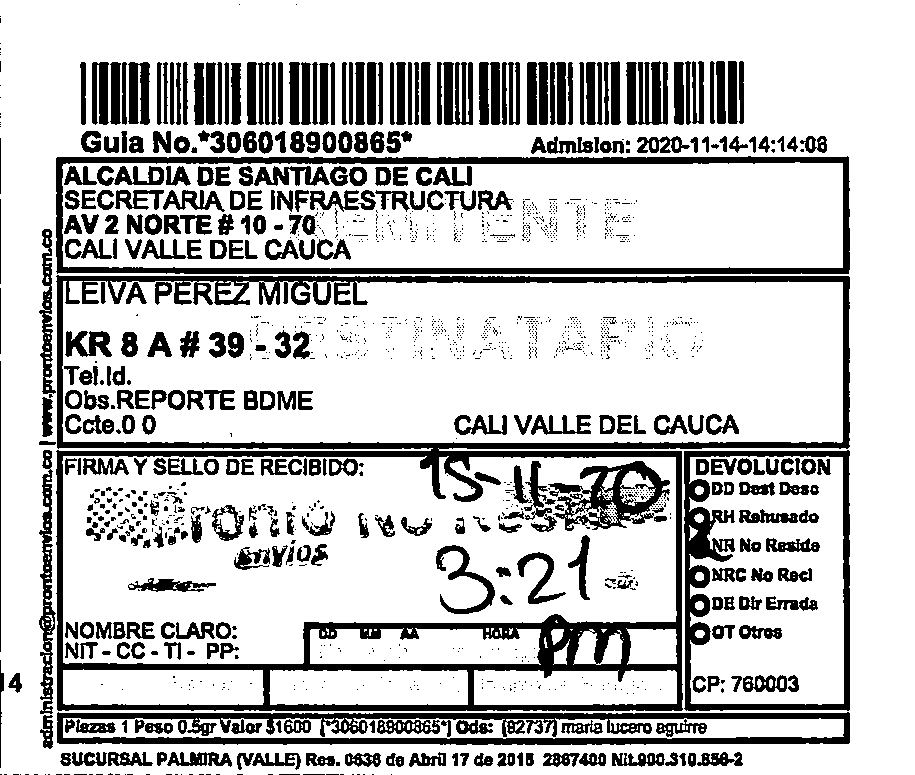 Guia No.*306018900865*
Admision: 2020-11-14-14:14:08
ALCALDIA DE SANTIAGO DE CALI
SECRETARIA DE INFRAESTRUCTURA
AV 2 NORTE # 10 - 70
CALI VALLE DEL CAUCA
REMITENTE
LEIVA PEREZ MIGUEL
KR 8 A # 39 - 32
DESTINATARIO
Tel.Id.
Obs.REPORTE BDME
Ccte.0 0
CALI VALLE DEL CAUCA
administracion@prontoenvios.com.co | www.prontoenvios.com.co
FIRMA Y SELLO DE RECIBIDO:
15-11-20
Pronto
envíos
No Reside
3:21
pm
NOMBRE CLARO:
NIT - CC - TI - PP:
DD MM AA HORA
DEVOLUCION
DD Dest Desc
RH Rehusado
NR No Reside
NRC No Recl
DE Dir Errada
OT Otros
CP: 760003
14
Piezas 1 Peso 0.5gr Valor $1600 [*306018900865*] Ods: (92737) maria lucero aguirre
SUCURSAL PALMIRA (VALLE) Res. 0636 de Abril 17 de 2015 2867400 Nit.900.310.856-2